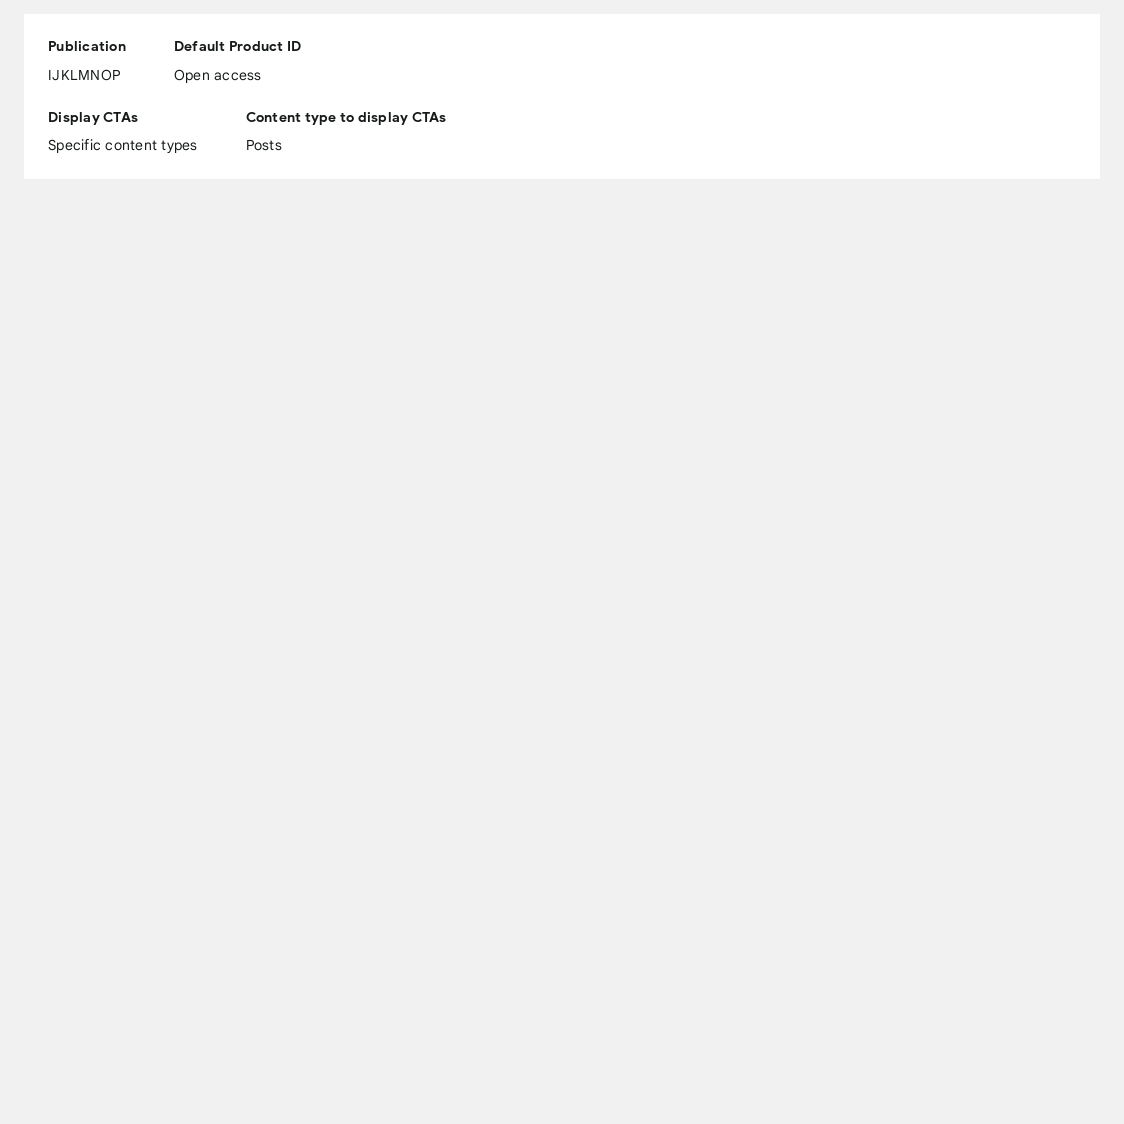 Publication
Default Product ID
IJKLMNOP
Open access
Display CTAs
Content type to display CTAs
Specific content types
Posts